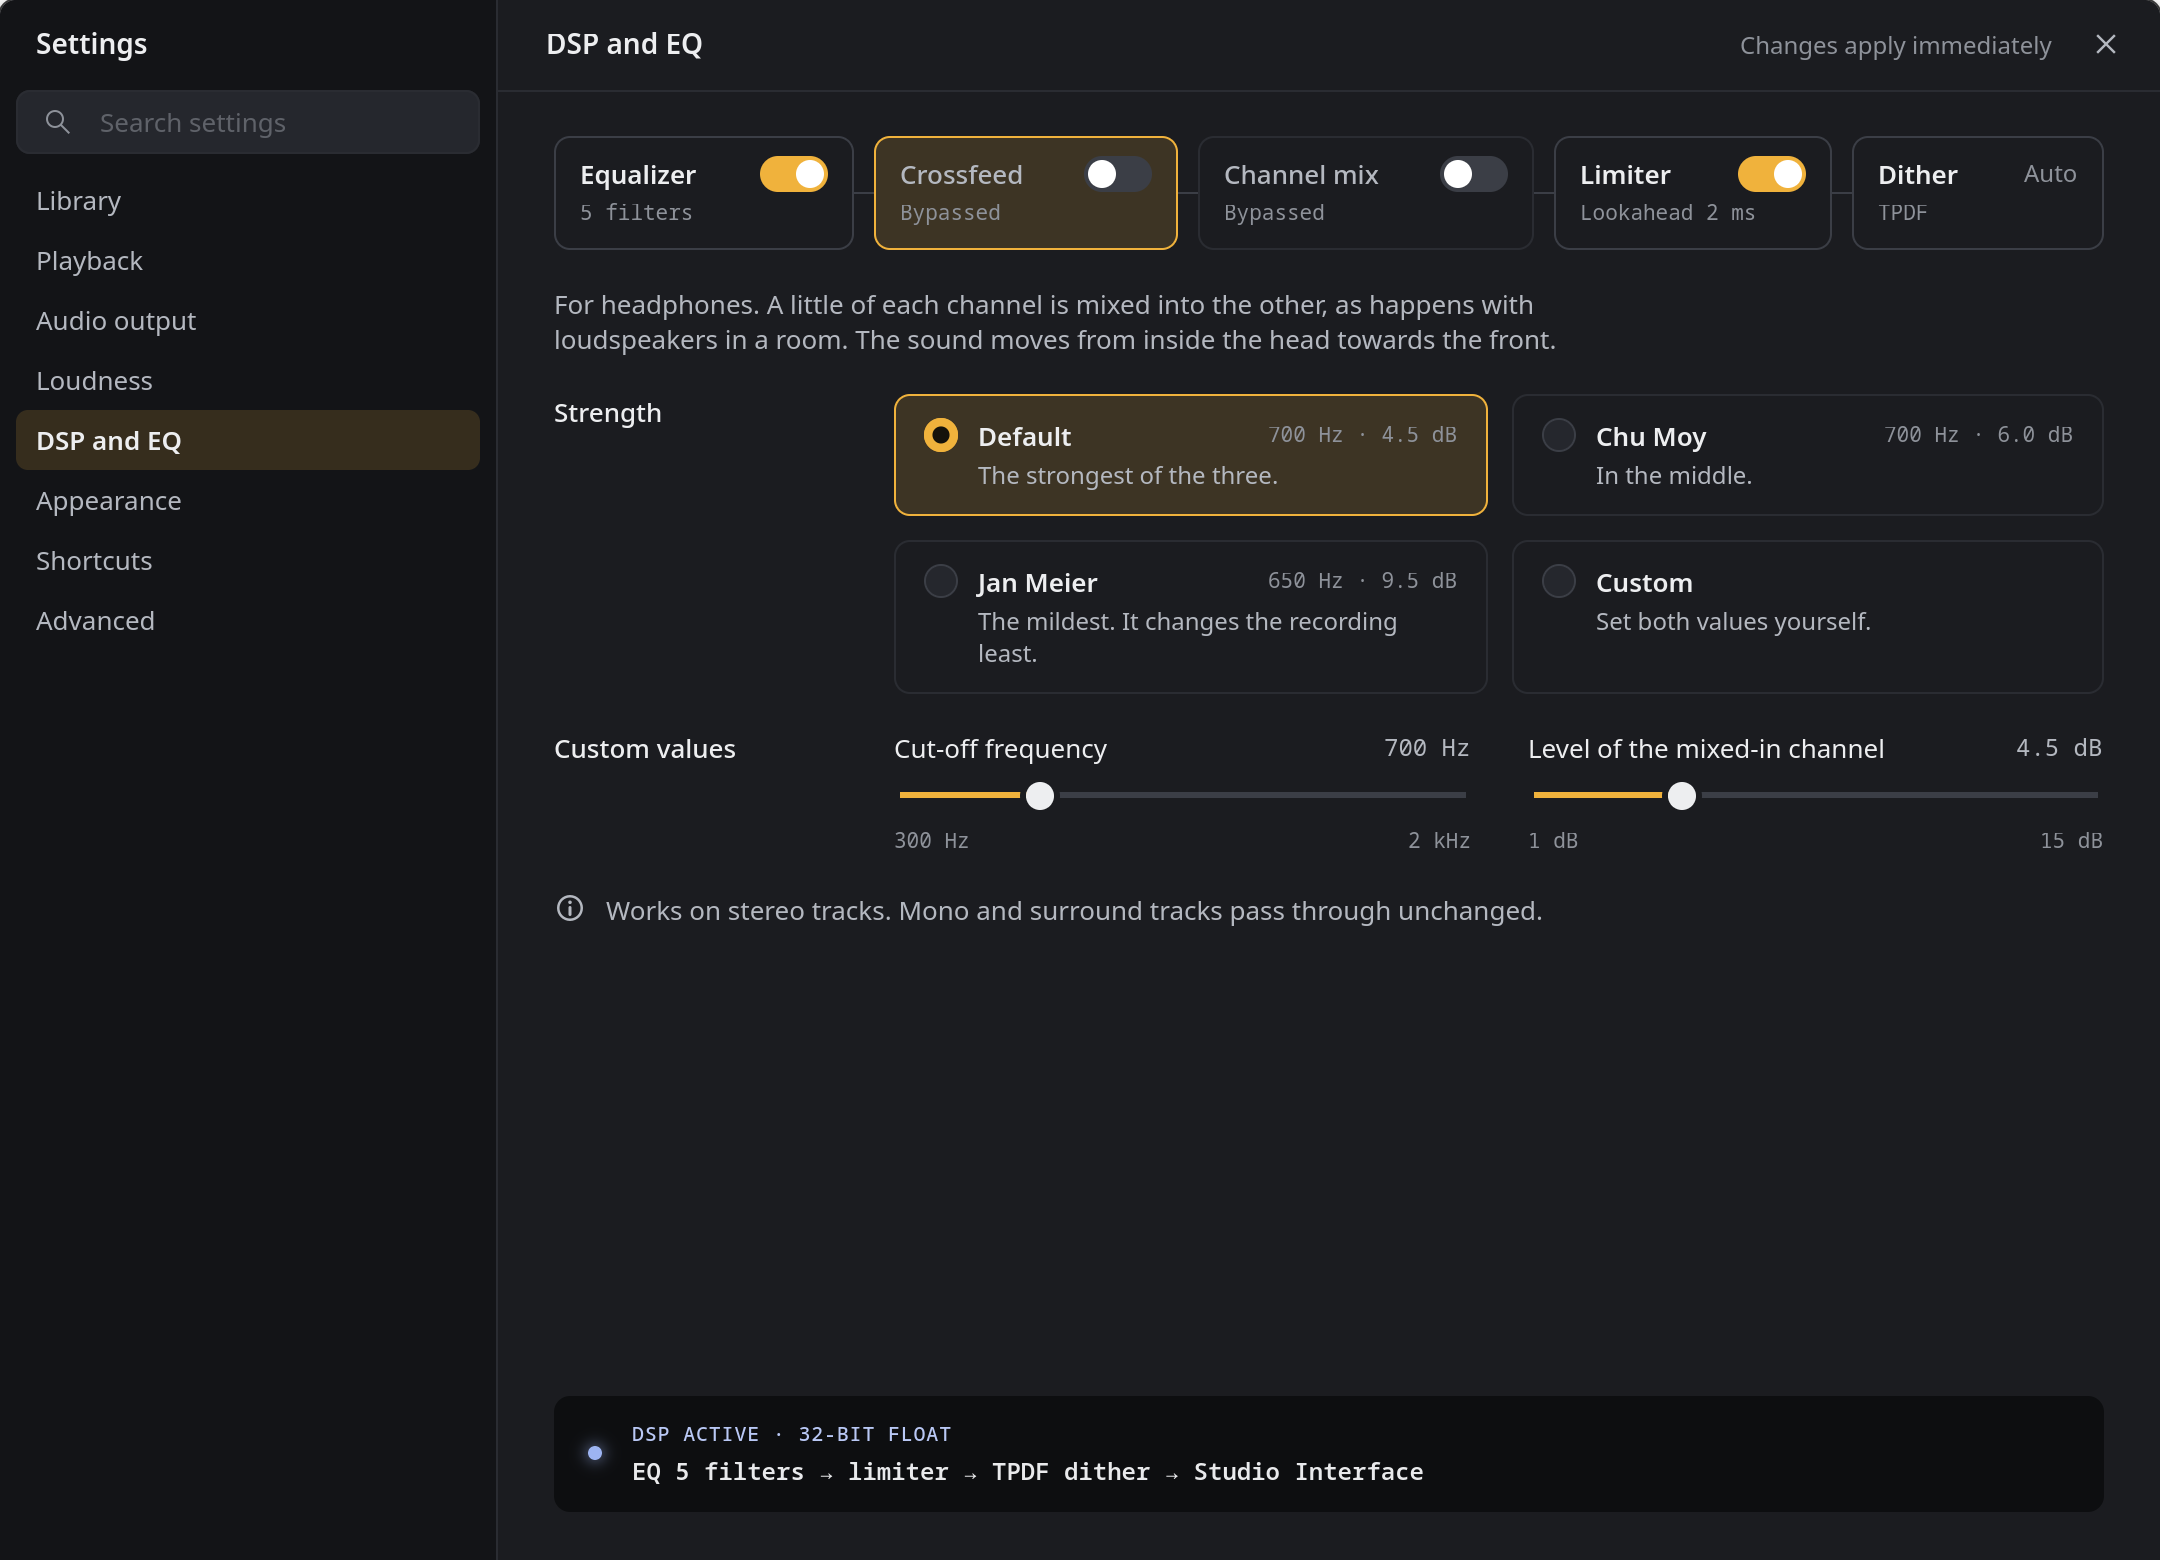 Settings
Search settings
Library
Playback
Audio output
Loudness
DSP and EQ
Appearance
Shortcuts
Advanced
DSP and EQ
Changes apply immediately
Equalizer
5 filters
Crossfeed
Bypassed
Channel mix
Bypassed
Limiter
Lookahead 2 ms
Dither Auto
TPDF
For headphones. A little of each channel is mixed into the other, as happens with
loudspeakers in a room. The sound moves from inside the head towards the front.
Strength
Default 700 Hz · 4.5 dB
The strongest of the three.
Chu Moy 700 Hz · 6.0 dB
In the middle.
Jan Meier 650 Hz · 9.5 dB
The mildest. It changes the recording
least.
Custom
Set both values yourself.
Custom values
Cut-off frequency 700 Hz
300 Hz 2 kHz
Level of the mixed-in channel 4.5 dB
1 dB 15 dB
Works on stereo tracks. Mono and surround tracks pass through unchanged.
DSP ACTIVE · 32-BIT FLOAT
EQ 5 filters → limiter → TPDF dither → Studio Interface